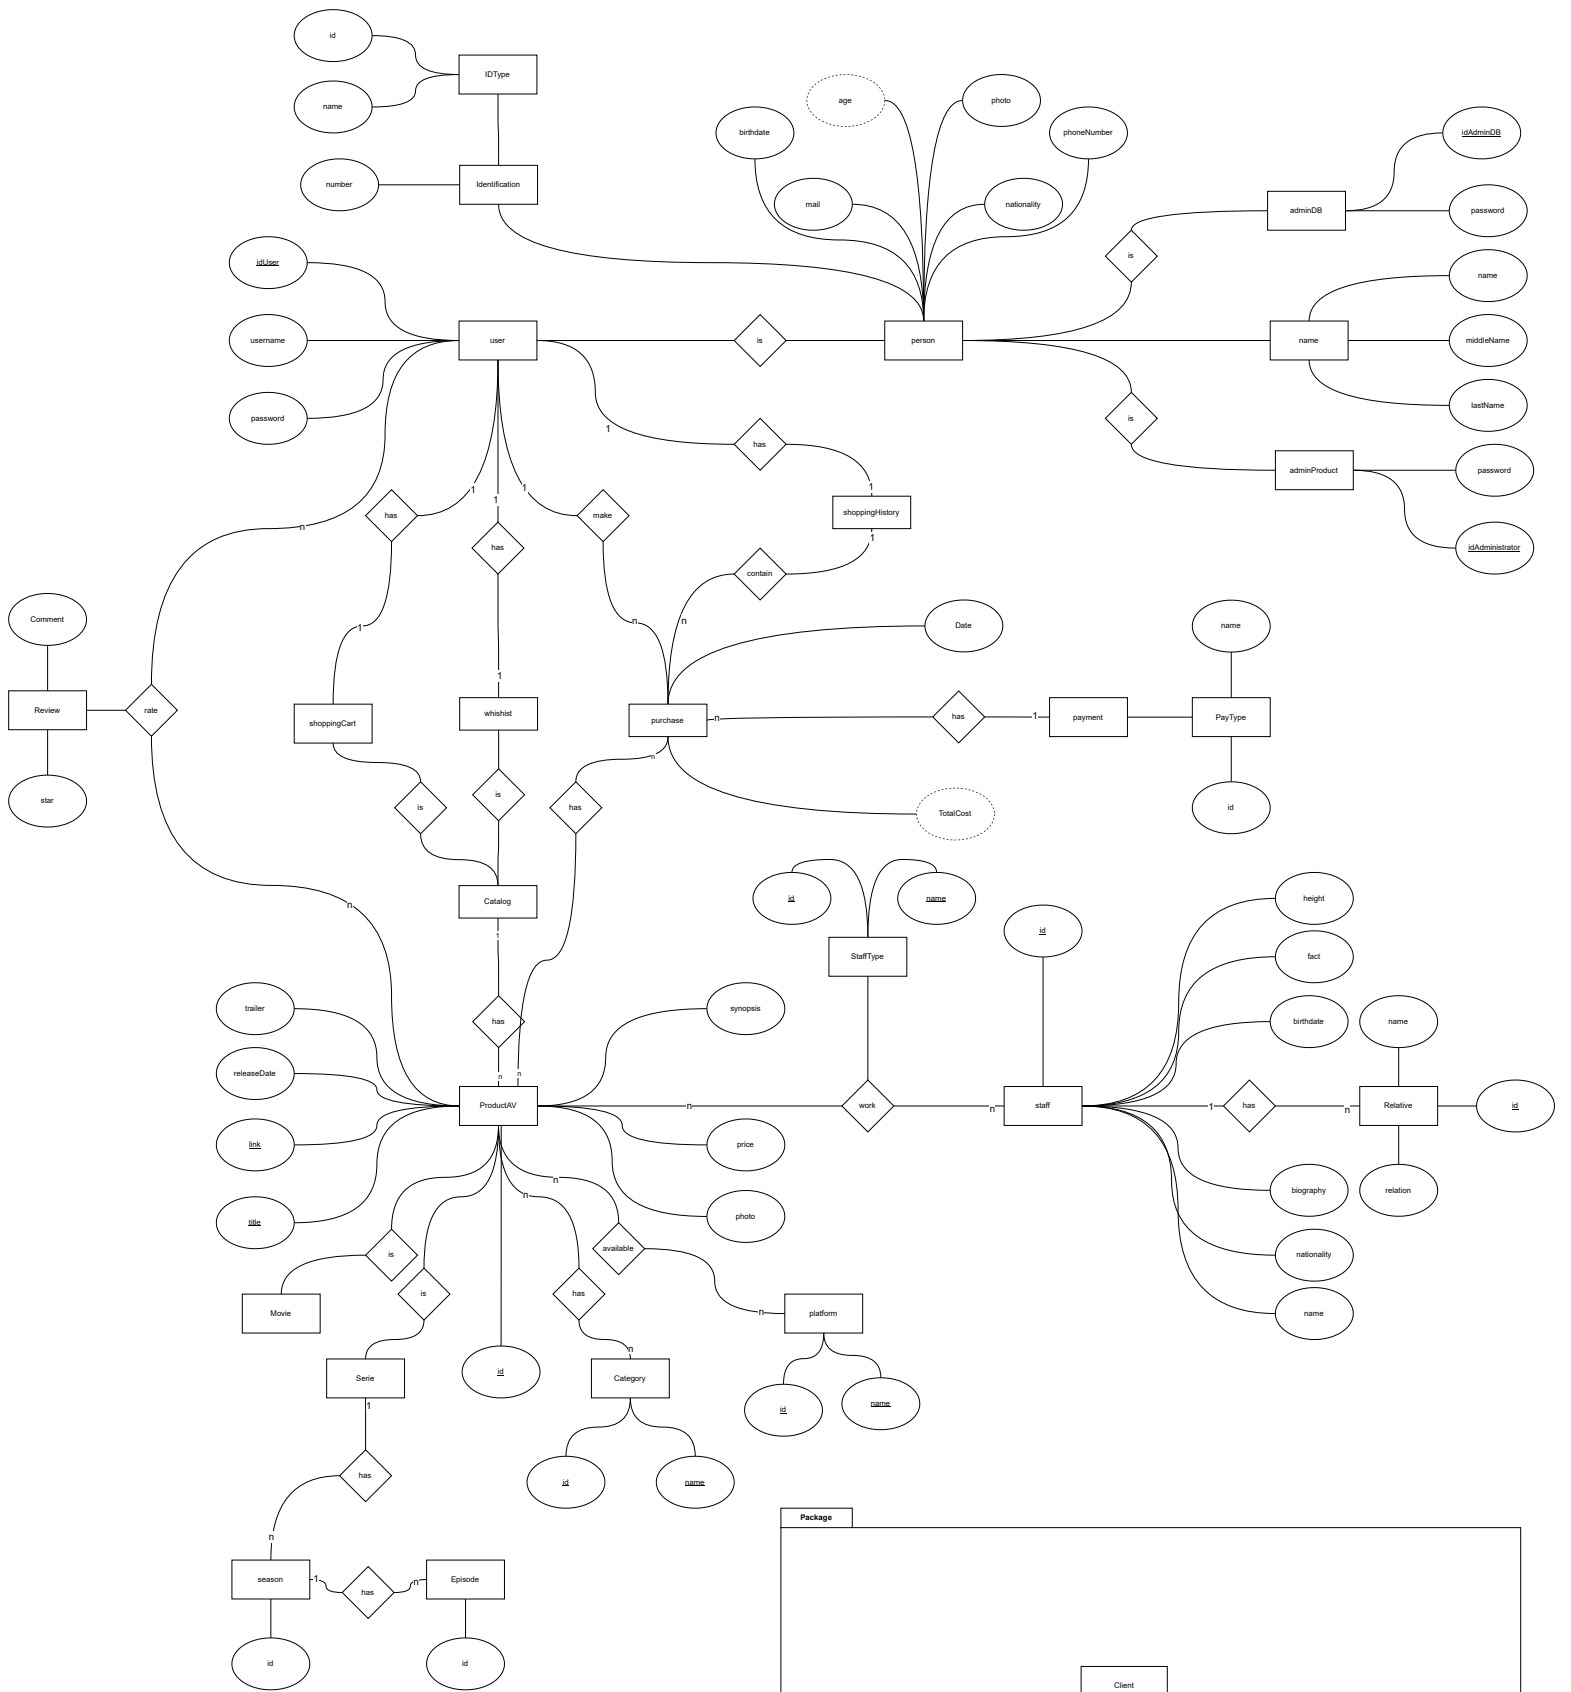 id
IDType
name
age
photo
birthdate
phoneNumber
idAdminDB
number
Identification
mail
nationality
adminDB
password
is
idUser
name
username
user
is
person
name
middleName
password
1
has
is
lastName
1
adminProduct
password
has
1
1
1
make
1
shoppingHistory
n
has
1
idAdministrator
contain
Comment
1
n
n
Date
name
Review
rate
shoppingCart
1
whishist
purchase
n
has
1
payment
PayType
star
is
is
has
n
TotalCost
id
Catalog
n
1
id
name
id
height
StaffType
fact
trailer
has
synopsis
birthdate
name
releaseDate
n
n
ProductAV
n
work
n
staff
1
has
n
Relative
id
link
price
title
n
n
photo
biography
relation
is
available
nationality
is
has
Movie
n
platform
name
Serie
id
n
Category
1
id
name
has
id
name
n
Package
season
1
has
n
Episode
id
id
Client